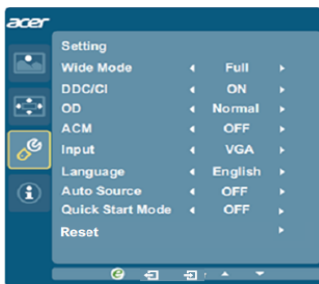 acer
Setting
Wide Mode Full
DDC/CI ON
OD Normal
ACM OFF
Input VGA
Language English
Auto Source OFF
Quick Start Mode OFF
Reset